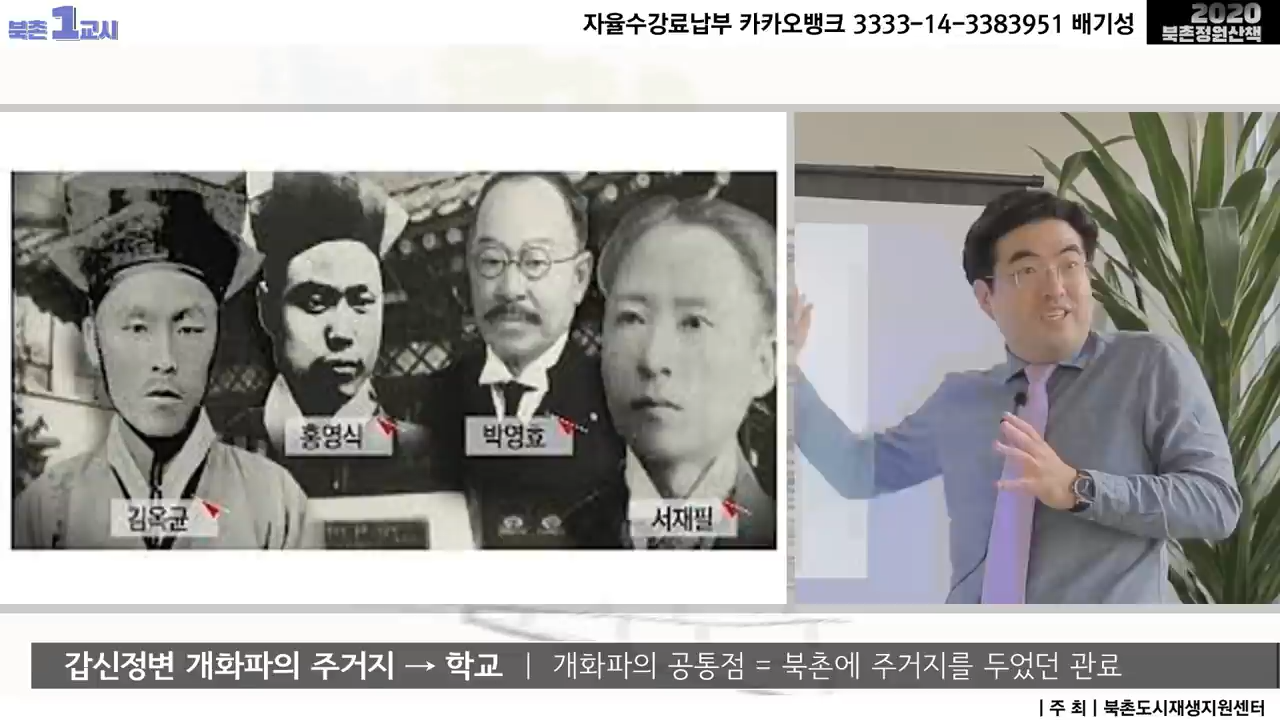 북촌1교시
자율수강료납부 카카오뱅크 3333-14-3383951 배기성
2020
북촌정원산책
홍영식
박영효
김옥균
서재필
갑신정변 개화파의 주거지 → 학교 | 개화파의 공통점 = 북촌에 주거지를 두었던 관료
| 주 최 | 북촌도시재생지원센터